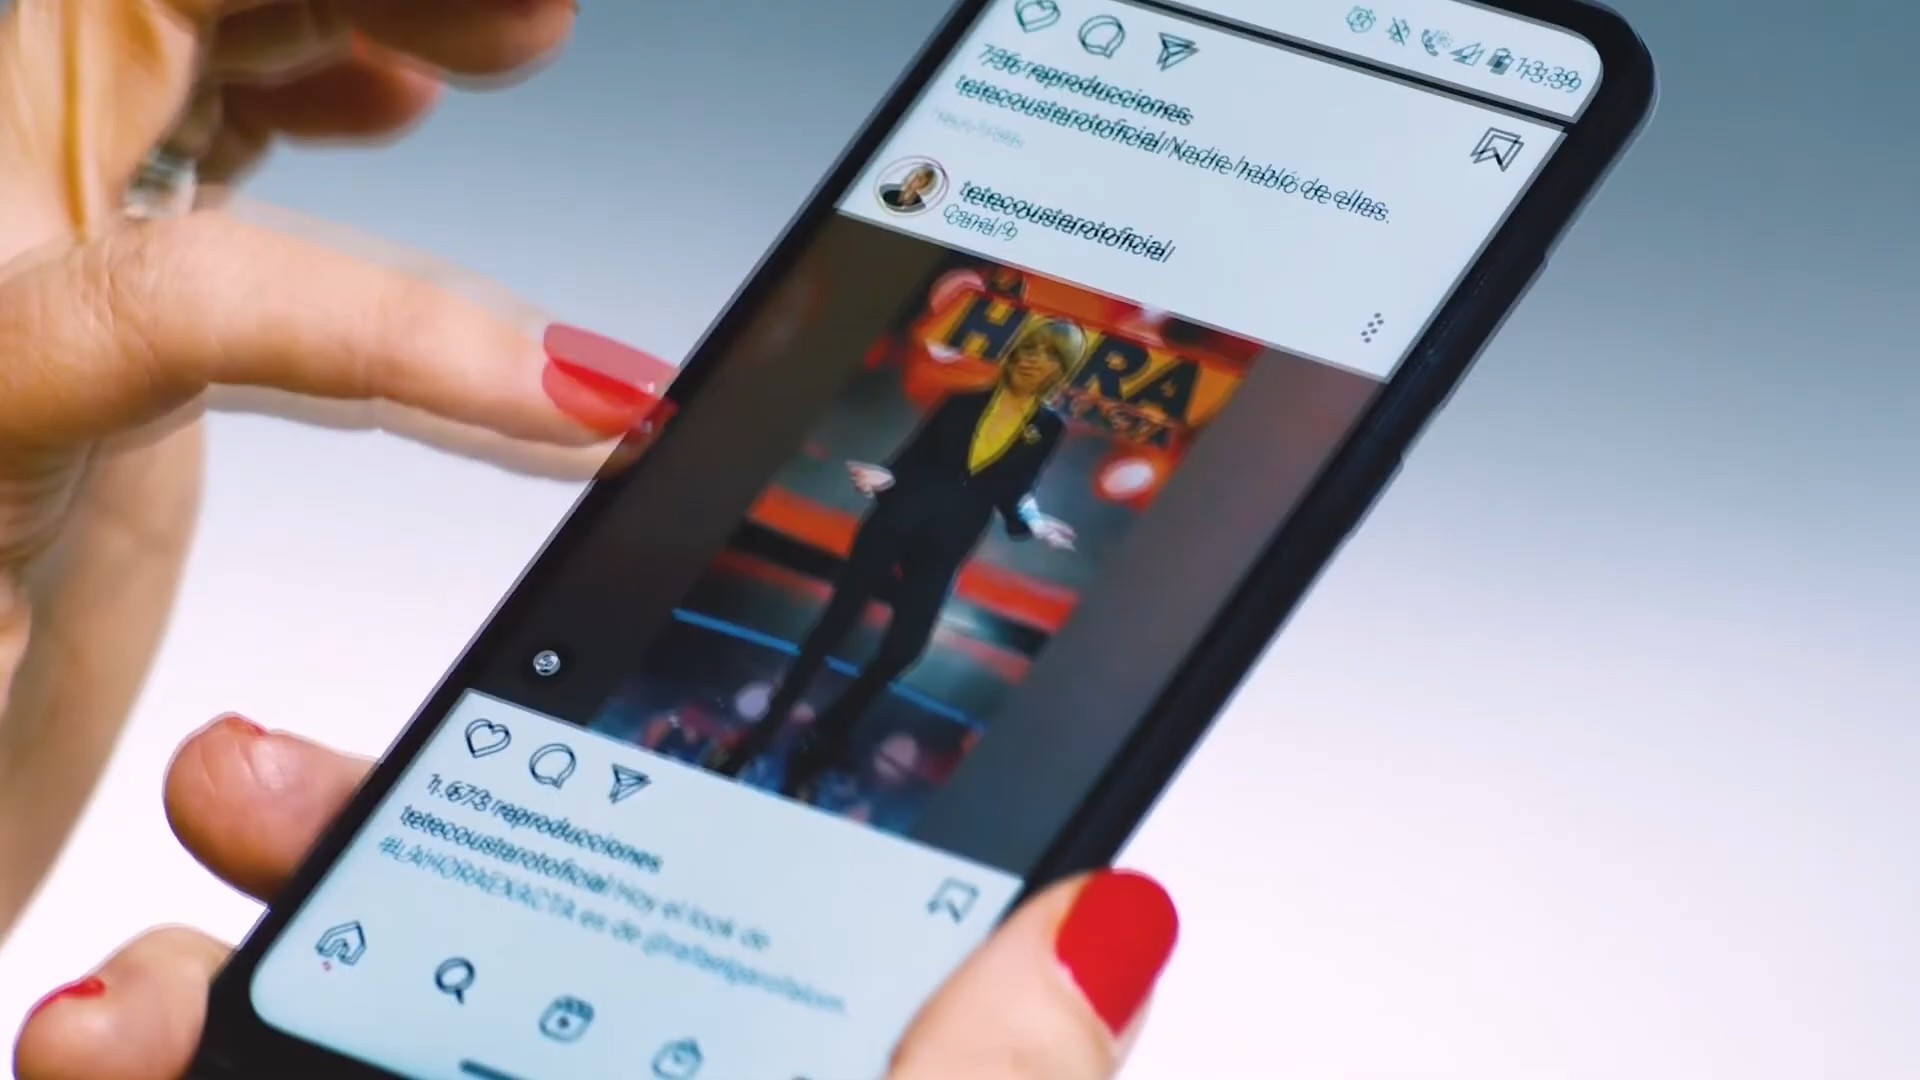 13:39
736 reproducciones
tetecoustarotoficial Nadie habló de ellas.
tetecoustarotoficial
Canal 9
LA
HORA
1.673 reproducciones
tetecoustarotoficial Hoy el look de
#LAHORAEXACTA es de